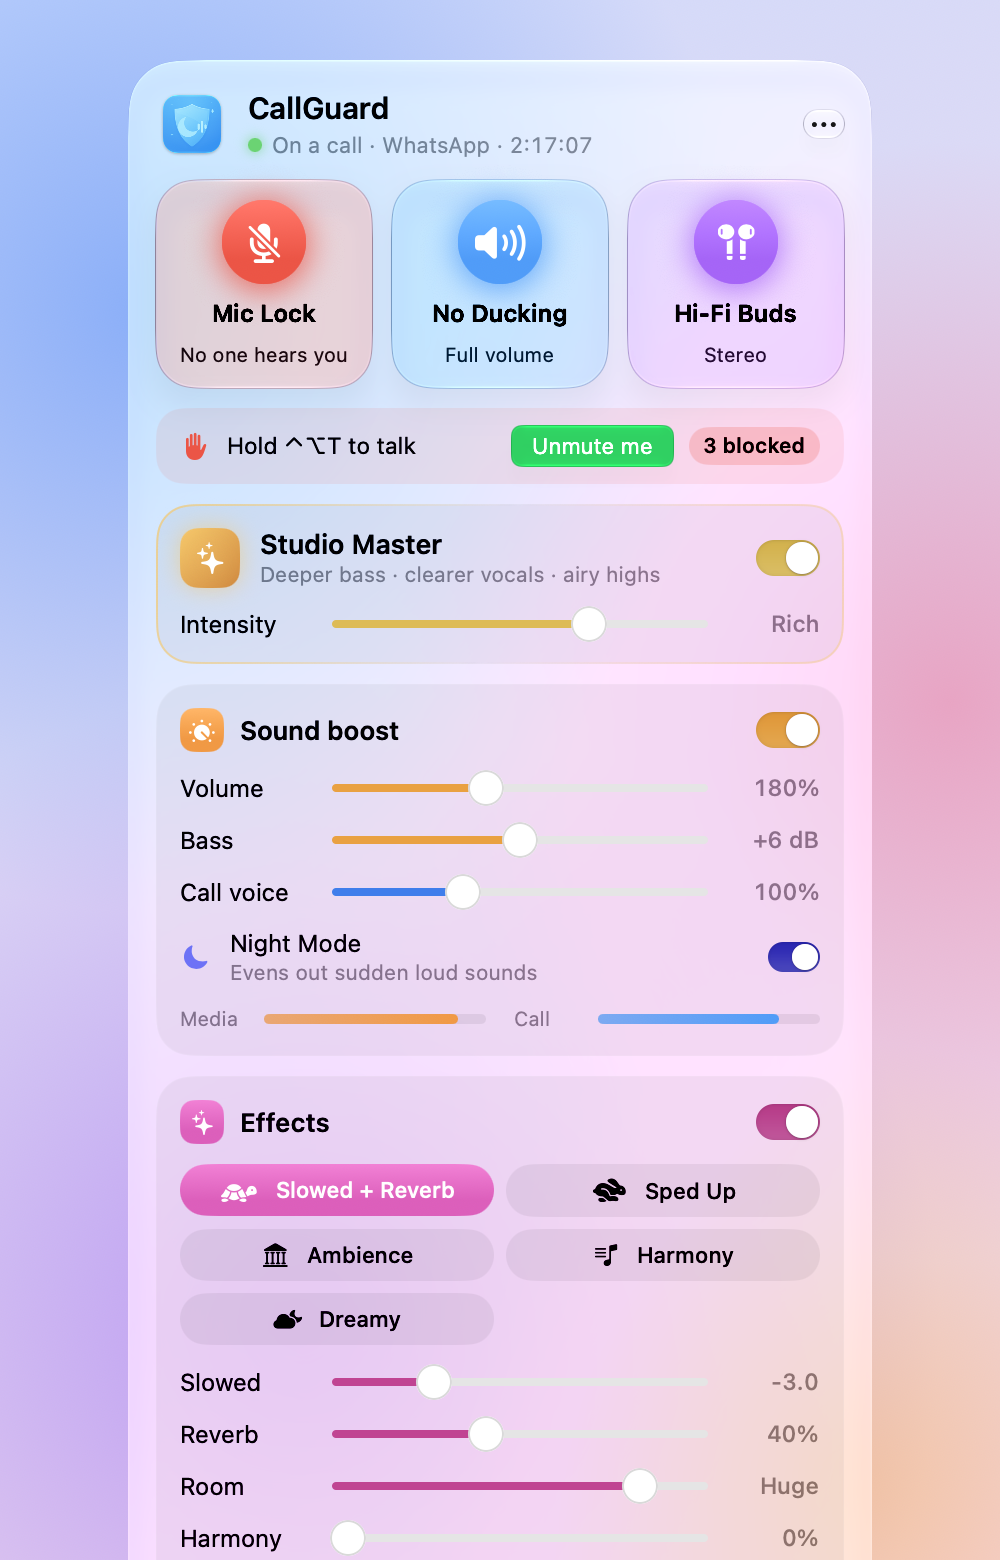 CallGuard
On a call · WhatsApp · 2:17:07
Mic Lock
No one hears you
No Ducking
Full volume
Hi-Fi Buds
Stereo
Hold ⌃⌥T to talk
Unmute me
3 blocked
Studio Master
Deeper bass · clearer vocals · airy highs
Intensity
Rich
Sound boost
Volume
180%
Bass
+6 dB
Call voice
100%
Night Mode
Evens out sudden loud sounds
Media
Call
Effects
Slowed + Reverb
Sped Up
Ambience
Harmony
Dreamy
Slowed
-3.0
Reverb
40%
Room
Huge
Harmony
0%